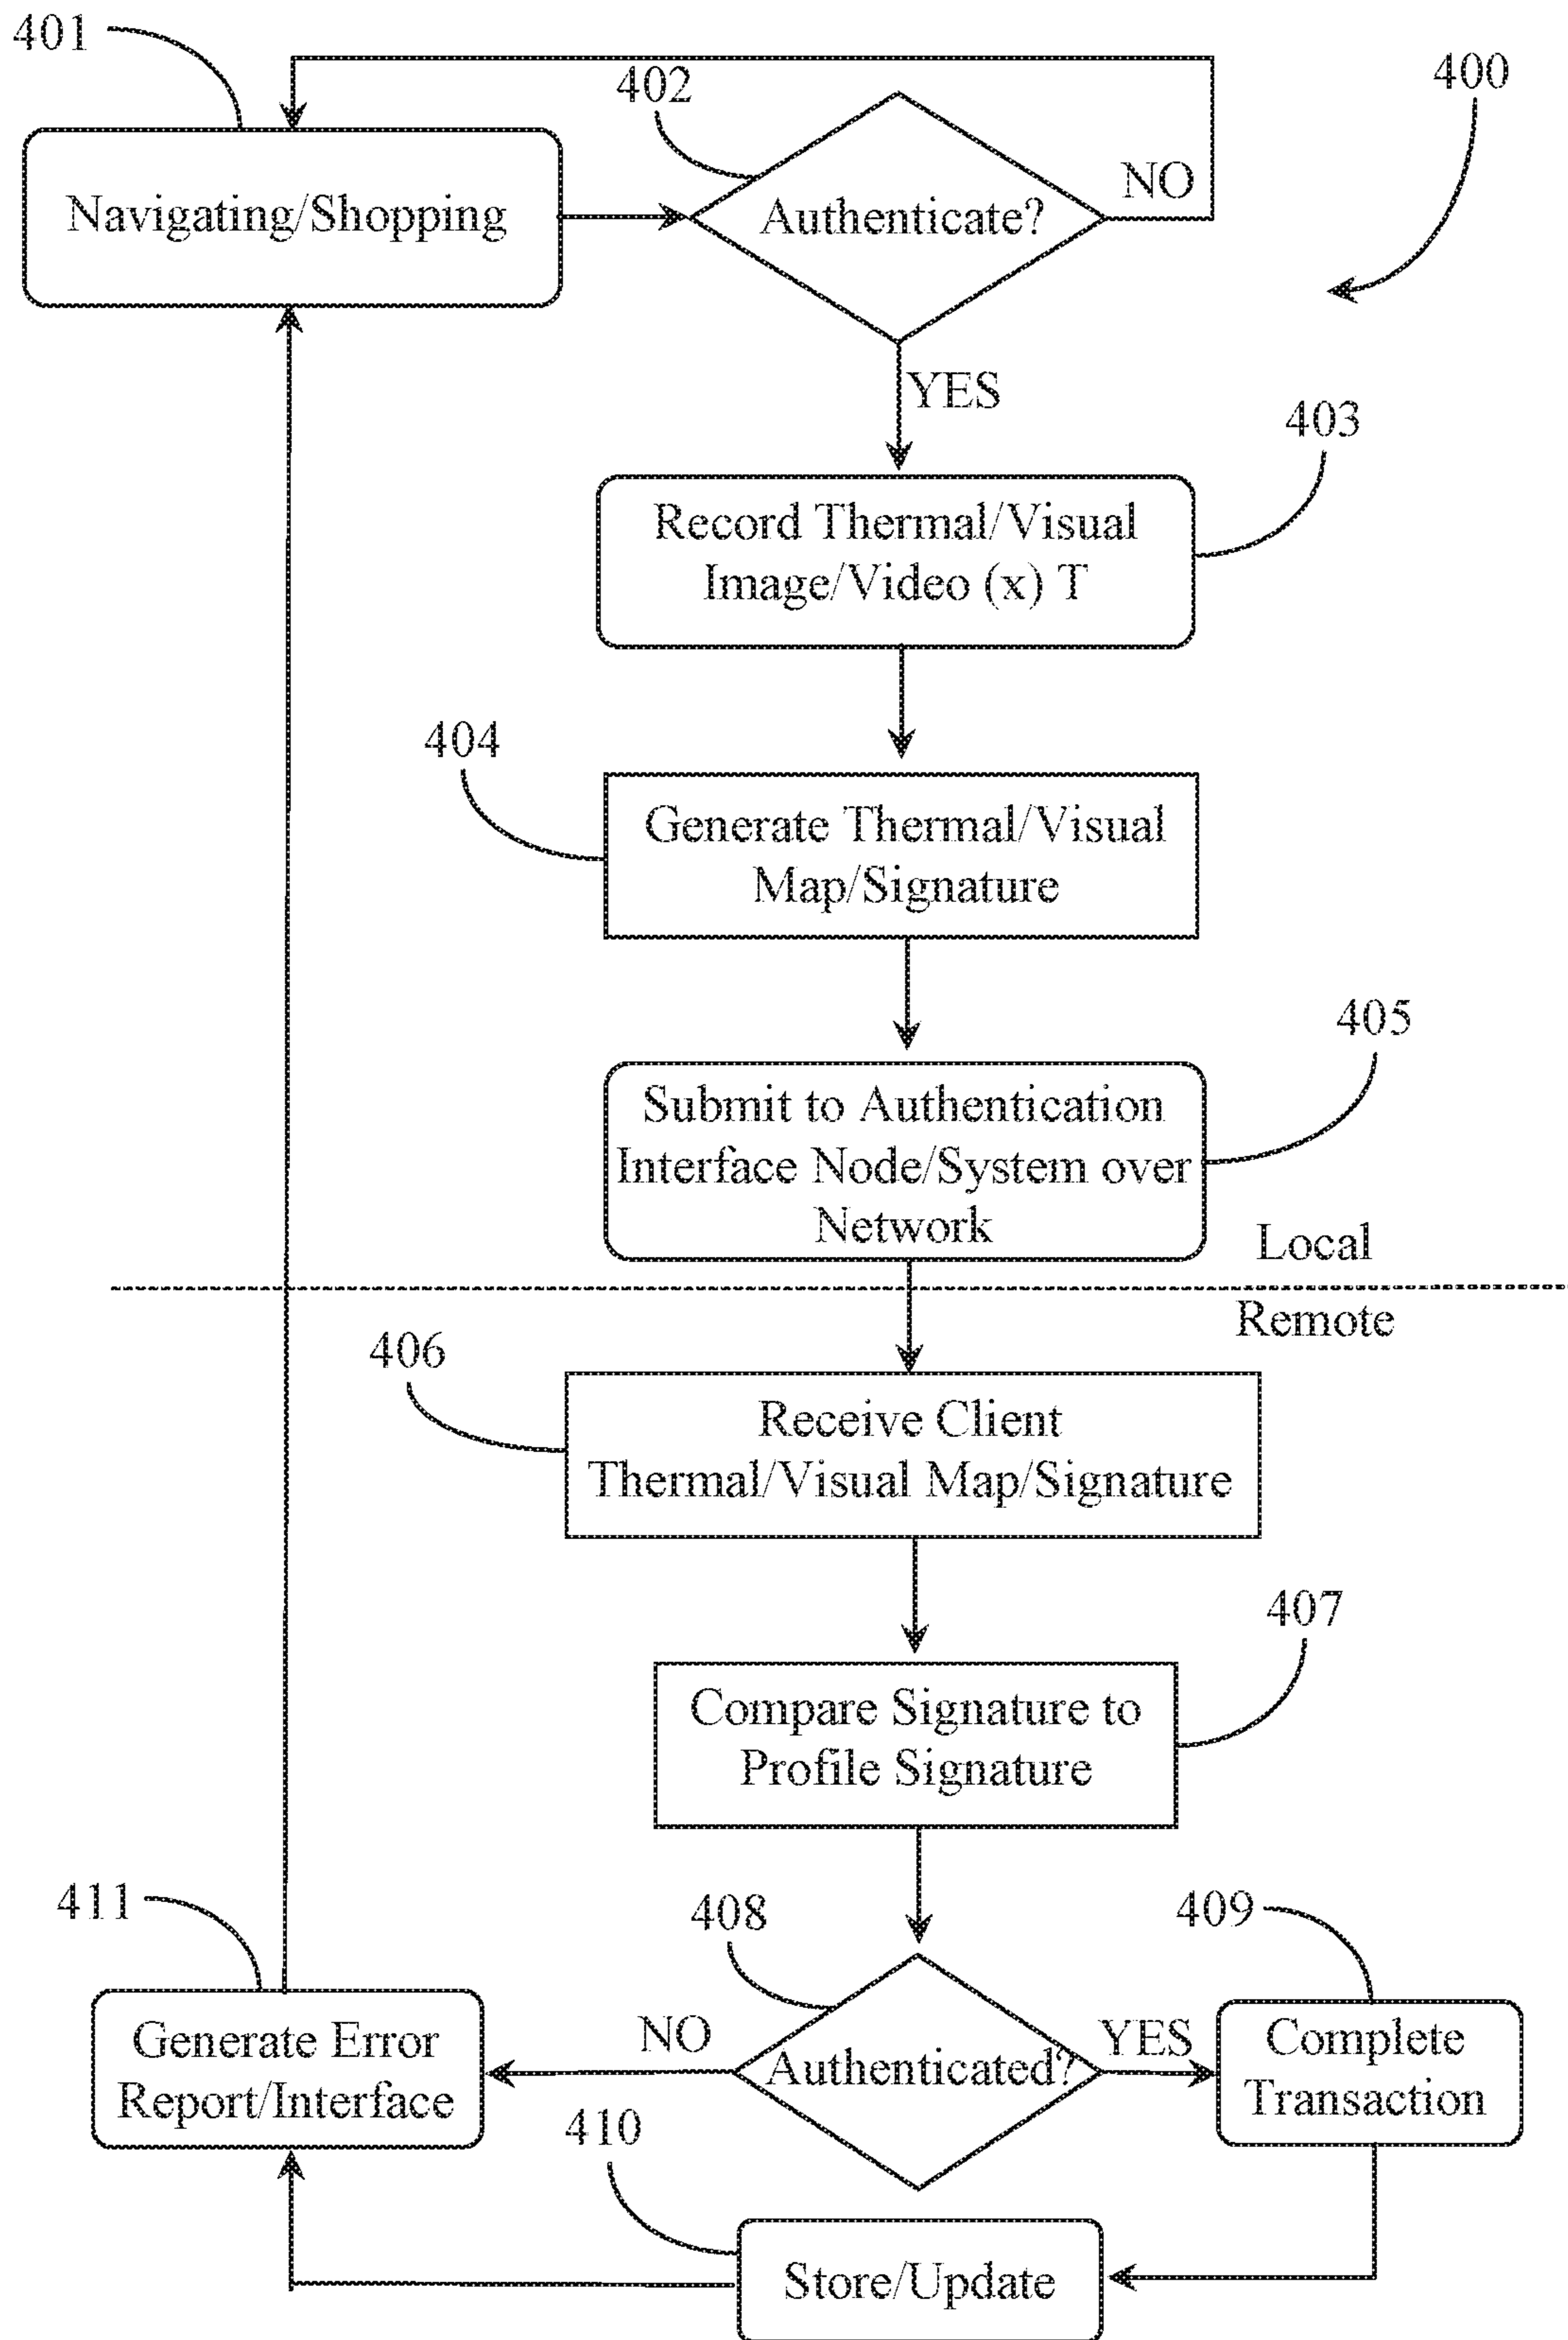 401
402
400
Navigating/Shopping
Authenticate?
NO
YES
403
Record Thermal/Visual
Image/Video (x) T
404
Generate Thermal/Visual
Map/Signature
405
Submit to Authentication
Interface Node/System over
Network
Local
Remote
406
Receive Client
Thermal/Visual Map/Signature
407
Compare Signature to
Profile Signature
411
408
409
Generate Error
Report/Interface
NO
Authenticated?
YES
Complete
Transaction
410
Store/Update